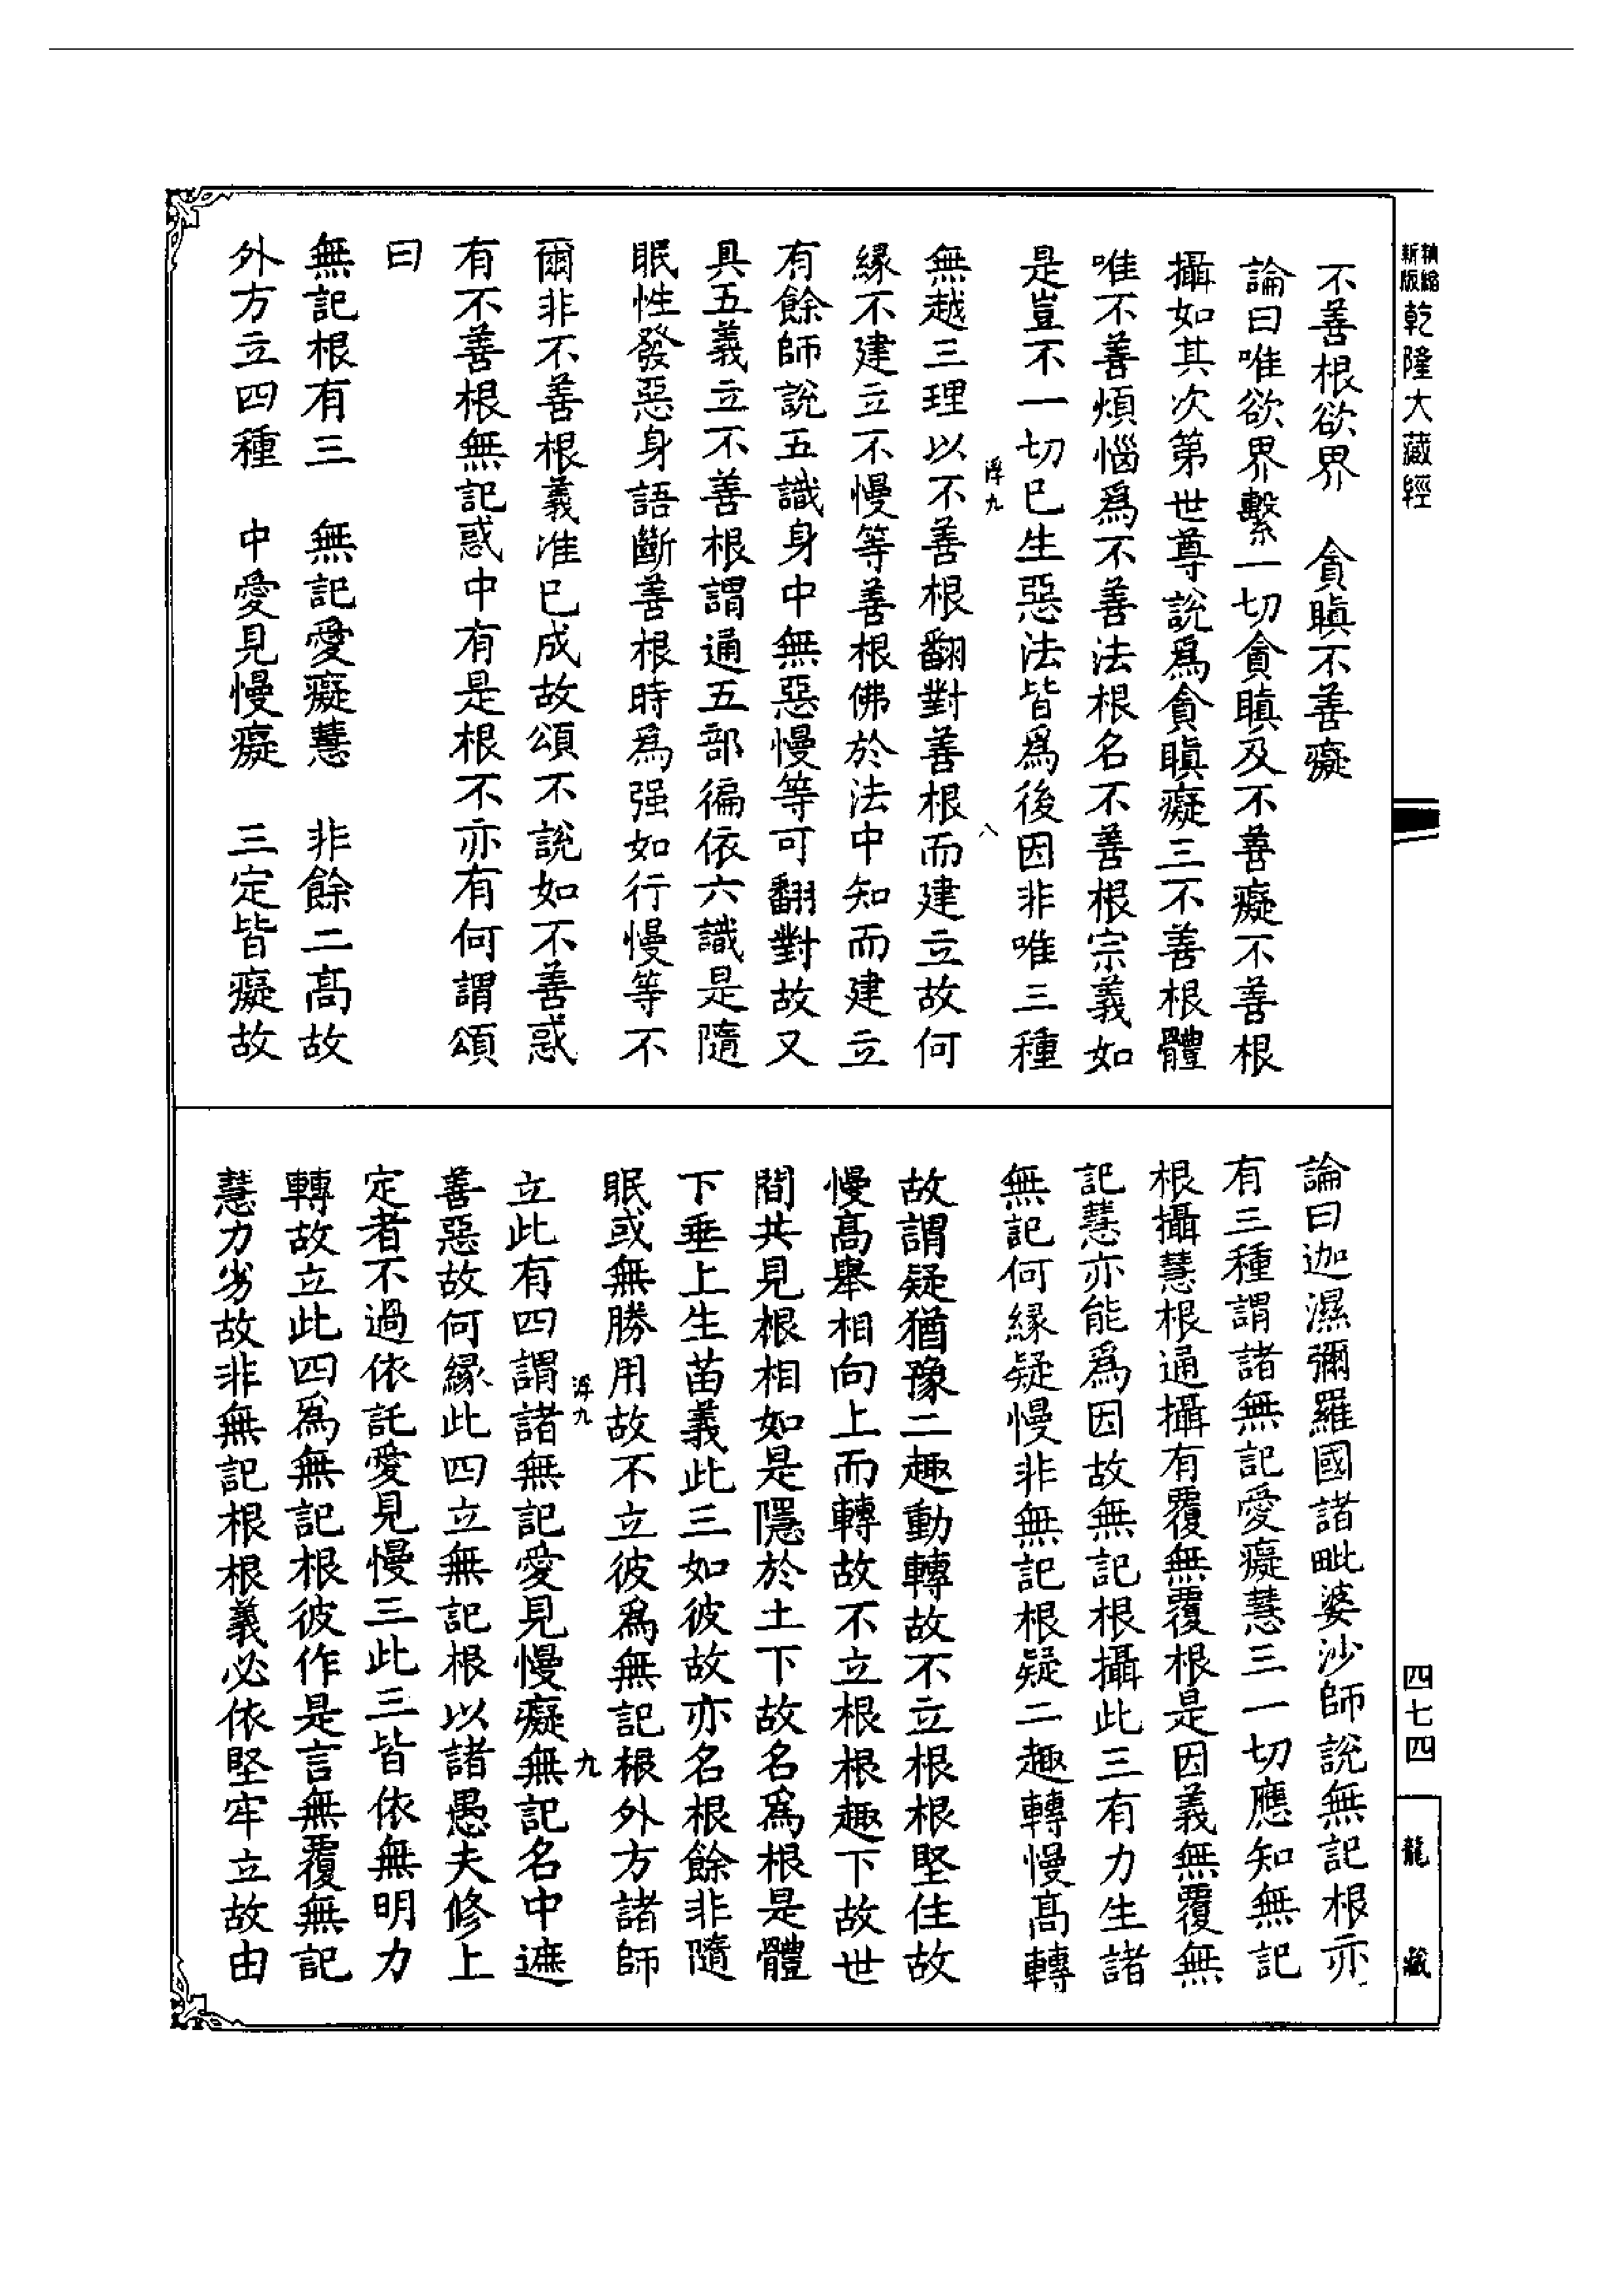 新版精縮
乾隆大藏經
不善根欲界　貪瞋不善癡
論曰唯欲界繫一切貪瞋及不善癡不善根
攝如其次第世尊說爲貪瞋癡三不善根體
唯不善煩惱爲不善法根名不善根宗義如
是豈不一切已生惡法皆爲後因非唯三種
淨九
八
無越三理以不善根翻對善根而建立故何
緣不建立不慢等善根佛於法中知而建立
有餘師說五識身中無惡慢等可翻對故又
具五義立不善根謂通五部徧依六識是隨
眠性發惡身語斷善根時爲强如行慢等不
爾非不善根義准已成故頌不說如不善惑
有不善根無記惑中有是根不亦有何謂頌
曰
無記根有三　無記愛癡慧　非餘二高故
外方立四種　中愛見慢癡　三定皆癡故
論曰迦濕彌羅國諸毗婆沙師說無記根亦
有三種謂諸無記愛癡慧三一切應知無記
根攝慧根通攝有覆無覆根是因義無覆無
記慧亦能爲因故無記根攝此三有力生諸
無記何緣疑慢非無記根疑二趣轉慢高轉
故謂疑猶豫二趣動轉故不立根根堅住故
慢高舉相向上而轉故不立根根趣下故世
間共見根相如是隱於土下故名爲根是體
下垂上生苗義此三如彼故亦名根餘非隨
眠或無勝用故不立彼爲無記根外方諸師
淨九
九
立此有四謂諸無記愛見慢癡無記名中遮
善惡故何緣此四立無記根以諸愚夫修上
定者不過依託愛見慢三此三皆依無明力
轉故立此四爲無記根彼作是言無覆無記
慧力劣故非無記根根義必依堅牢立故由
四七四
龍藏